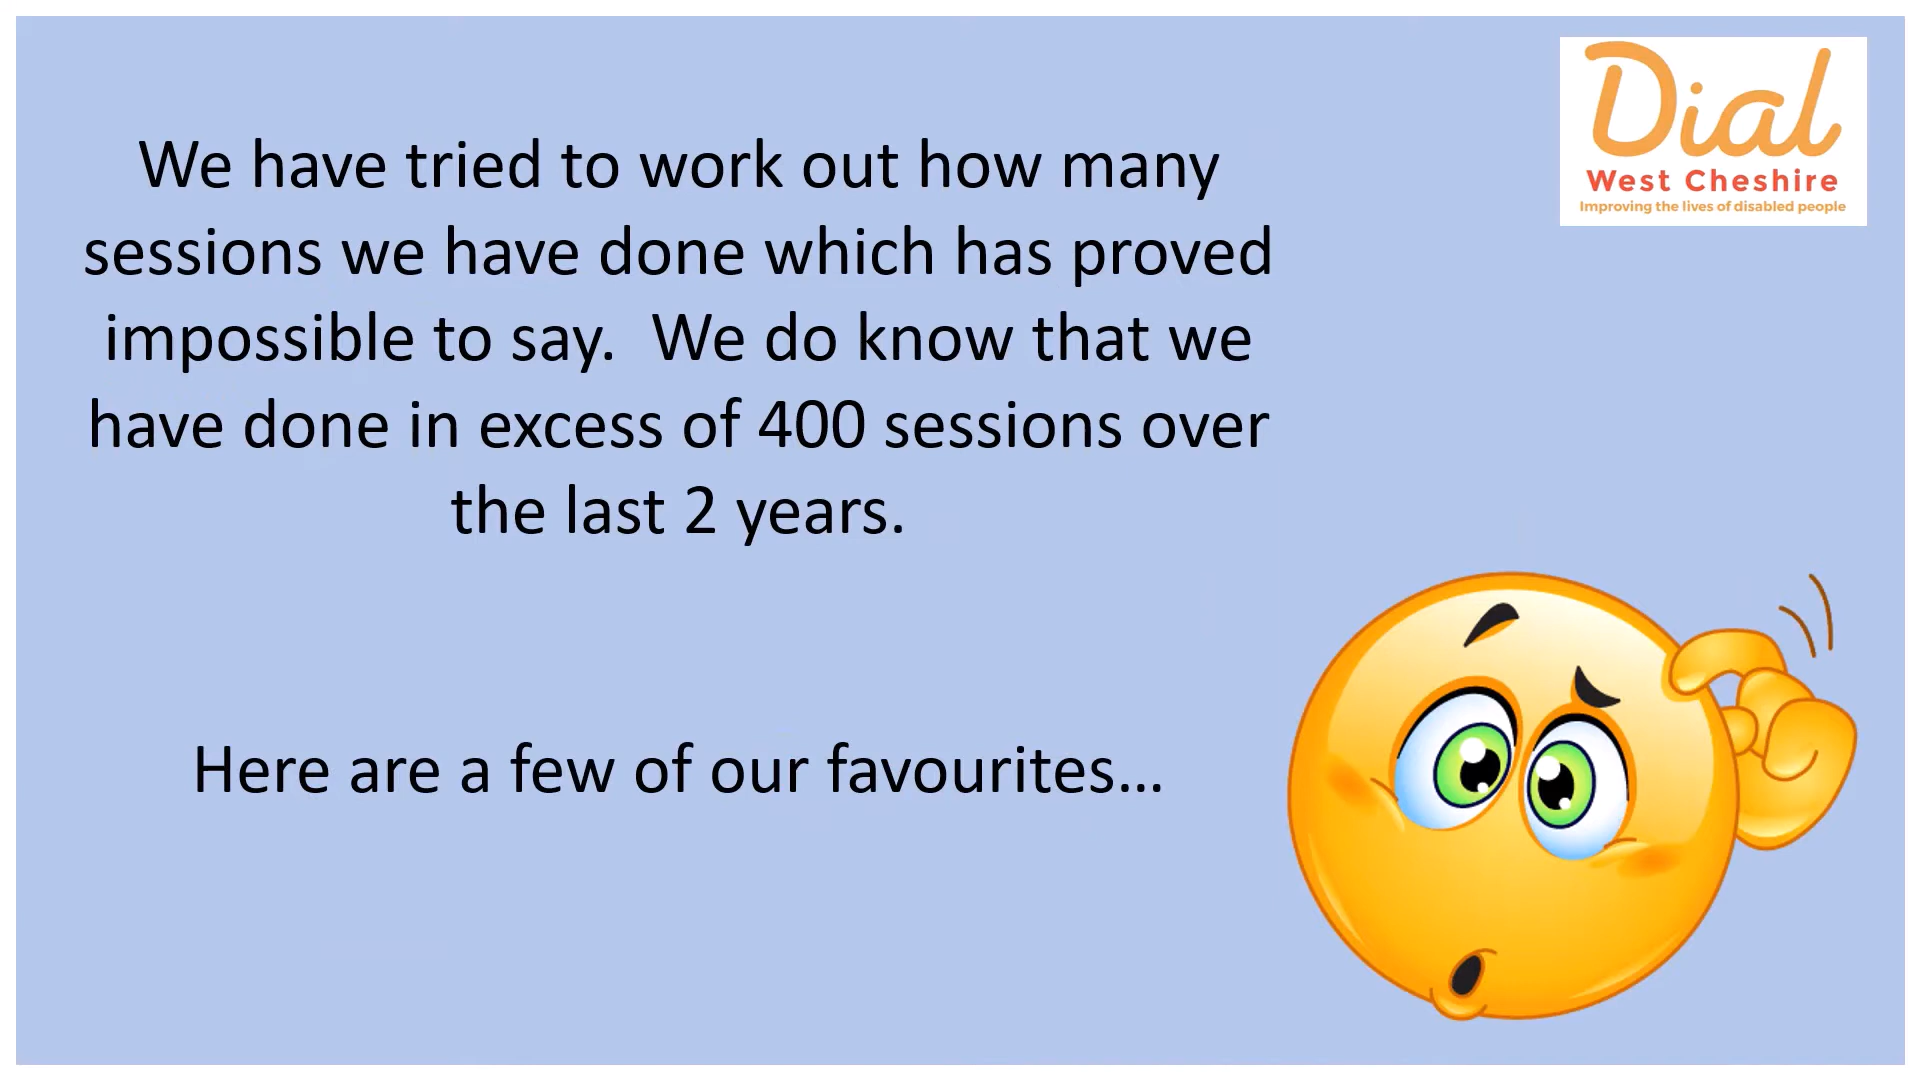 Dial
West Cheshire
Improving the lives of disabled people
We have tried to work out how many
sessions we have done which has proved
impossible to say.  We do know that we
have done in excess of 400 sessions over
the last 2 years.
Here are a few of our favourites…